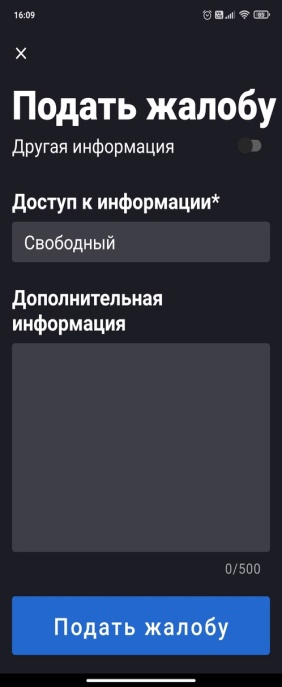 16:09
Подать жалобу
Другая информация
Доступ к информации*
Свободный
Дополнительная
информация
0/500
Подать жалобу